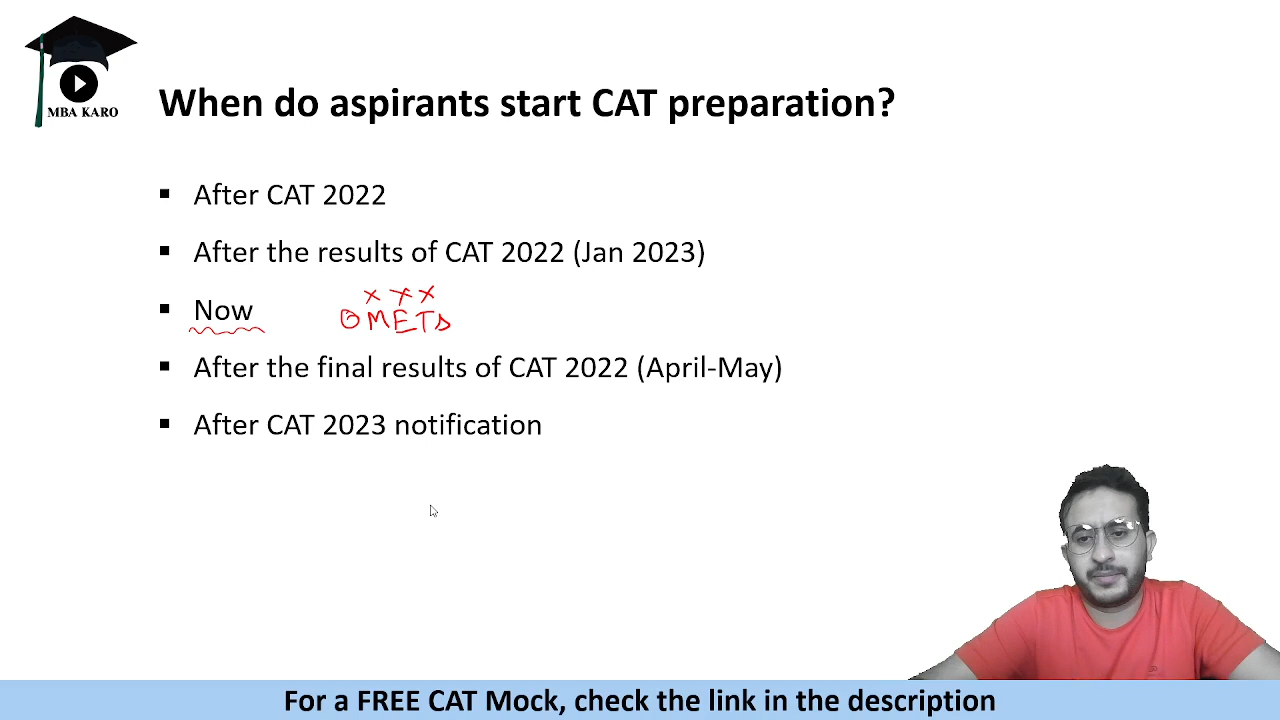 MBA KARO
When do aspirants start CAT preparation?
▪ After CAT 2022
▪ After the results of CAT 2022 (Jan 2023)
x x x
▪ Now OMETs
▪ After the final results of CAT 2022 (April-May)
▪ After CAT 2023 notification
For a FREE CAT Mock, check the link in the description